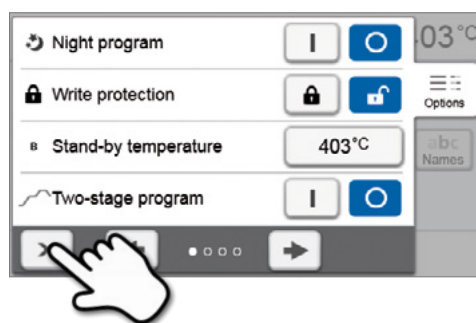 Night program
I O
03°C
Write protection
Options
B Stand-by temperature
403°C
abc
Names
Two-stage program
I O